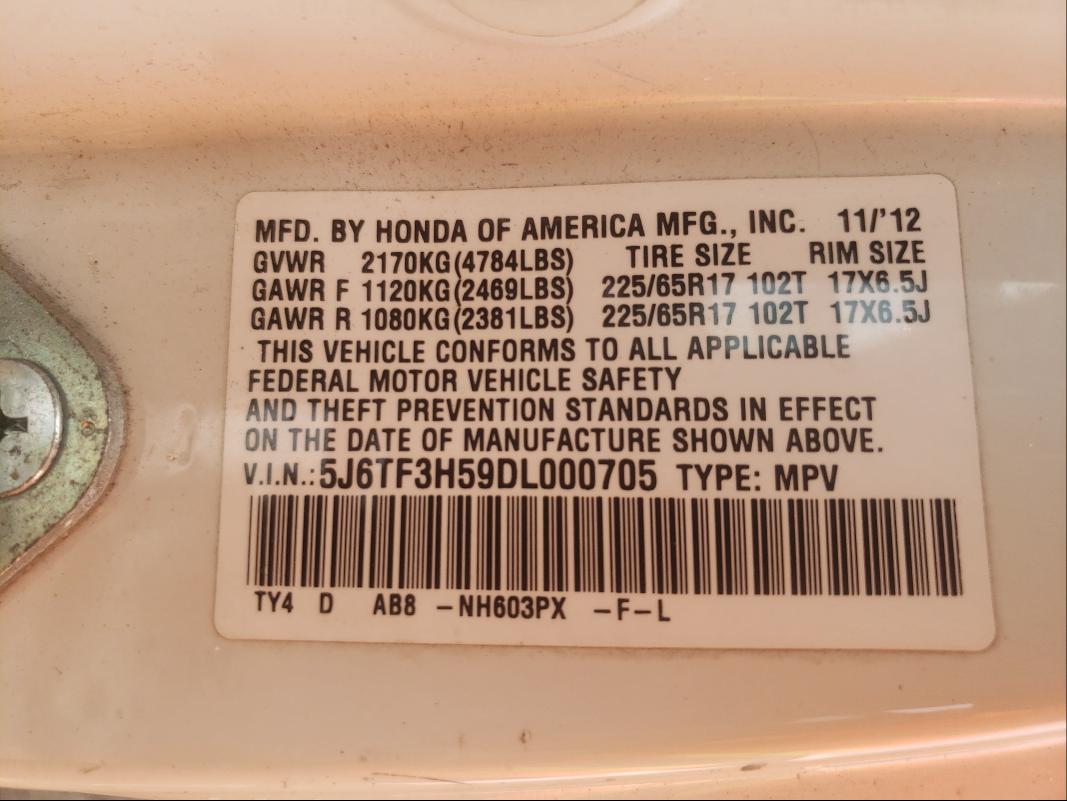 MFD. BY HONDA OF AMERICA MFG., INC. 11/'12
GVWR 2170KG(4784LBS) TIRE SIZE RIM SIZE
GAWR F 1120KG(2469LBS) 225/65R17 102T 17X6.5J
GAWR R 1080KG(2381LBS) 225/65R17 102T 17X6.5J
THIS VEHICLE CONFORMS TO ALL APPLICABLE
FEDERAL MOTOR VEHICLE SAFETY
AND THEFT PREVENTION STANDARDS IN EFFECT
ON THE DATE OF MANUFACTURE SHOWN ABOVE.
V.I.N.: 5J6TF3H59DL000705 TYPE: MPV
TY4 D AB8 -NH603PX -F-L